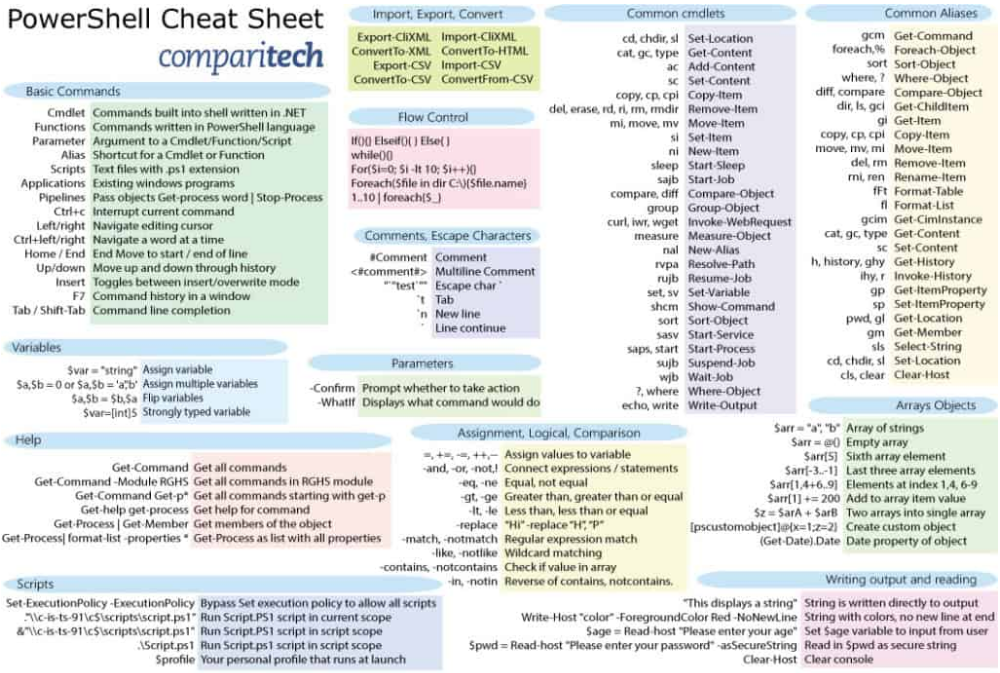 PowerShell Cheat Sheet
comparitech
Basic Commands
Cmdlet Commands built into shell written in .NET
Functions Commands written in PowerShell language
Parameter Argument to a Cmdlet/Function/Script
Alias Shortcut for a Cmdlet or Function
Scripts Text files with .ps1 extension
Applications Existing windows programs
Pipelines Pass objects Get-process word | Stop-Process
Ctrl+c Interrupt current command
Left/right Navigate editing cursor
Ctrl+left/right Navigate a word at a time
Home / End End Move to start / end of line
Up/down Move up and down through history
Insert Toggles between insert/overwrite mode
F7 Command history in a window
Tab / Shift-Tab Command line completion
Variables
$var = "string" Assign variable
$a,$b = 0 or $a,$b = 'a','b' Assign multiple variables
$a,$b = $b,$a Flip variables
$var=[int]5 Strongly typed variable
Help
Get-Command Get all commands
Get-Command -Module RGHS Get all commands in RGHS module
Get-Command Get-p* Get all commands starting with get-p
Get-help get-process Get help for command
Get-Process | Get-Member Get members of the object
Get-Process| format-list -properties * Get-Process as list with all properties
Scripts
Set-ExecutionPolicy -ExecutionPolicy Bypass Set execution policy to allow all scripts
."\\c-is-ts-91\c$\scripts\script.ps1" Run Script.PS1 script in current scope
&"\\c-is-ts-91\c$\scripts\script.ps1" Run Script.PS1 script in script scope
.\Script.ps1 Run Script.ps1 script in script scope
$profile Your personal profile that runs at launch
Import, Export, Convert
Export-CliXML Import-CliXML
ConvertTo-XML ConvertTo-HTML
Export-CSV Import-CSV
ConvertTo-CSV ConvertFrom-CSV
Flow Control
If(){} Elseif(){ } Else{ }
while(){}
For($i=0; $i -lt 10; $i++){}
Foreach($file in dir C:\){$file.name}
1..10 | foreach{$_}
Comments, Escape Characters
#Comment Comment
<#comment#> Multiline Comment
"`"test`"" Escape char `
`t Tab
`n New line
` Line continue
Parameters
-Confirm Prompt whether to take action
-WhatIf Displays what command would do
Assignment, Logical, Comparison
=, +=, -=, ++,-- Assign values to variable
-and, -or, -not,! Connect expressions / statements
-eq, -ne Equal, not equal
-gt, -ge Greater than, greater than or equal
-lt, -le Less than, less than or equal
-replace "Hi" -replace "H", "P"
-match, -notmatch Regular expression match
-like, -notlike Wildcard matching
-contains, -notcontains Check if value in array
-in, -notin Reverse of contains, notcontains.
Common cmdlets
cd, chdir, sl Set-Location
cat, gc, type Get-Content
ac Add-Content
sc Set-Content
copy, cp, cpi Copy-Item
del, erase, rd, ri, rm, rmdir Remove-Item
mi, move, mv Move-Item
si Set-Item
ni New-Item
sleep Start-Sleep
sajb Start-Job
compare, diff Compare-Object
group Group-Object
curl, iwr, wget Invoke-WebRequest
measure Measure-Object
nal New-Alias
rvpa Resolve-Path
rujb Resume-Job
set, sv Set-Variable
shcm Show-Command
sort Sort-Object
sasv Start-Service
saps, start Start-Process
sujb Suspend-Job
wjb Wait-Job
?, where Where-Object
echo, write Write-Output
Common Aliases
gcm Get-Command
foreach,% Foreach-Object
sort Sort-Object
where, ? Where-Object
diff, compare Compare-Object
dir, ls, gci Get-ChildItem
gi Get-Item
copy, cp, cpi Copy-Item
move, mv, mi Move-Item
del, rm Remove-Item
rni, ren Rename-Item
fFt Format-Table
fl Format-List
gcim Get-CimInstance
cat, gc, type Get-Content
sc Set-Content
h, history, ghy Get-History
ihy, r Invoke-History
gp Get-ItemProperty
sp Set-ItemProperty
pwd, gl Get-Location
gm Get-Member
sls Select-String
cd, chdir, sl Set-Location
cls, clear Clear-Host
Arrays Objects
$arr = "a", "b" Array of strings
$arr = @() Empty array
$arr[5] Sixth array element
$arr[-3..-1] Last three array elements
$arr[1,4+6..9] Elements at index 1,4, 6-9
$arr[1] += 200 Add to array item value
$z = $arA + $arB Two arrays into single array
[pscustomobject]@{x=1;z=2} Create custom object
(Get-Date).Date Date property of object
Writing output and reading
"This displays a string" String is written directly to output
Write-Host "color" -ForegroundColor Red -NoNewLine String with colors, no new line at end
$age = Read-host "Please enter your age" Set $age variable to input from user
$pwd = Read-host "Please enter your password" -asSecureString Read in $pwd as secure string
Clear-Host Clear console